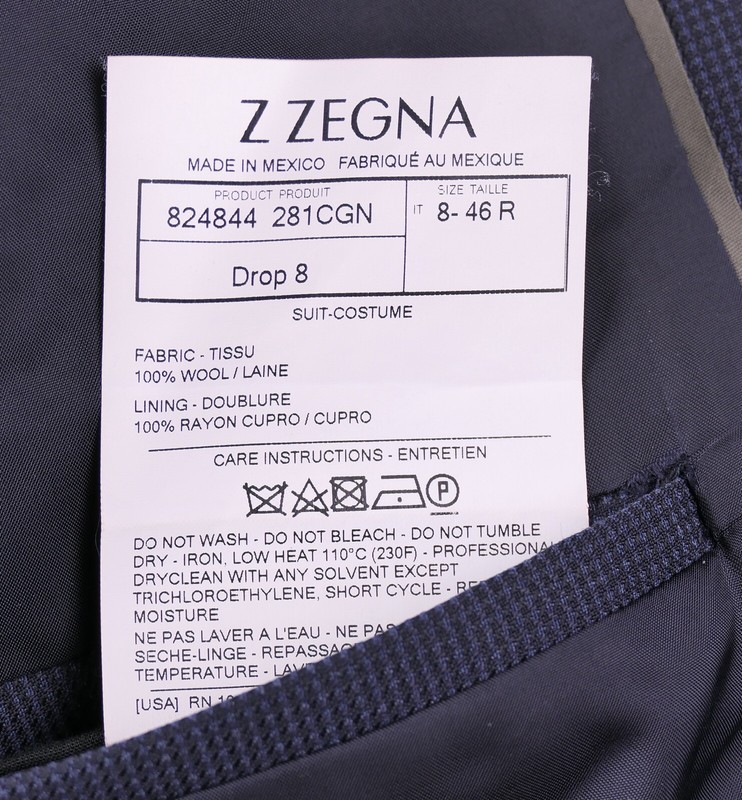 Z ZEGNA
MADE IN MEXICO FABRIQUÉ AU MEXIQUE
PRODUCT PRODUIT
824844 281CGN
SIZE TAILLE
IT 8- 46 R
Drop 8
SUIT-COSTUME
FABRIC - TISSU
100% WOOL / LAINE
LINING - DOUBLURE
100% RAYON CUPRO / CUPRO
CARE INSTRUCTIONS - ENTRETIEN
P
DO NOT WASH - DO NOT BLEACH - DO NOT TUMBLE
DRY - IRON, LOW HEAT 110°C (230F) - PROFESSIONAL
DRYCLEAN WITH ANY SOLVENT EXCEPT
TRICHLOROETHYLENE, SHORT CYCLE -
MOISTURE
NE PAS LAVER A L'EAU - NE PAS
SECHE-LINGE -
TEMPERATURE -
[USA] RN